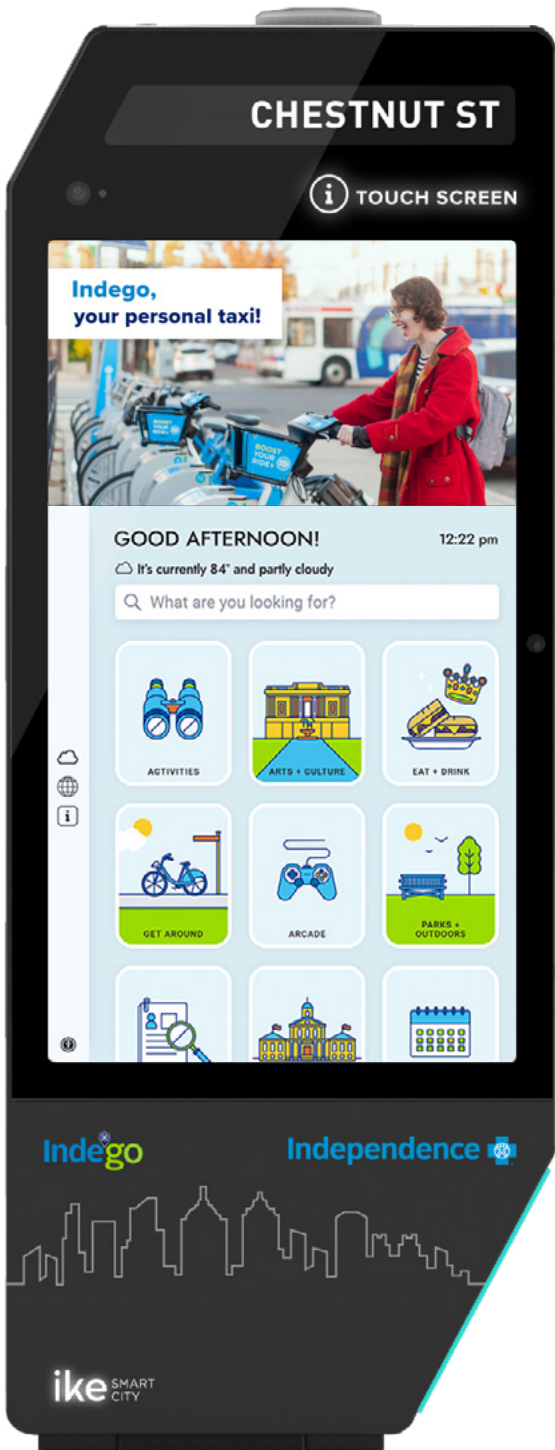 CHESTNUT ST
i TOUCH SCREEN
Indego,
your personal taxi!
BOOST
YOUR
RIDE!
BOOST
YOUR
RIDE!
GOOD AFTERNOON!
12:22 pm
It's currently 84° and partly cloudy
What are you looking for?
ACTIVITIES
ARTS + CULTURE
EAT + DRINK
i
GET AROUND
ARCADE
PARKS +
OUTDOORS
Indego
Independence
ike SMART
CITY